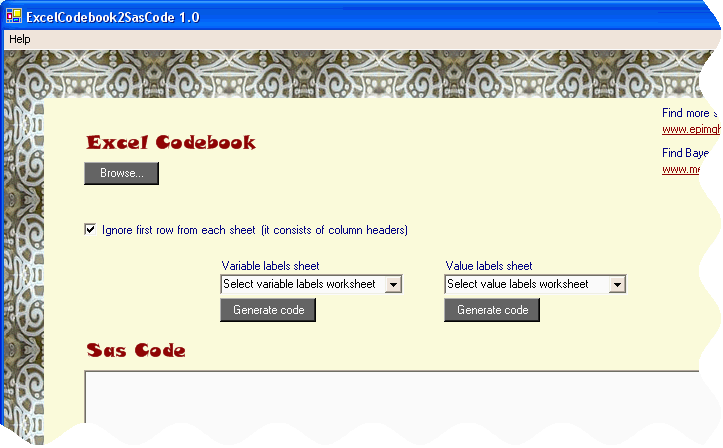 ExcelCodebook2SasCode 1.0
Help
Find more
www.epimgh
Excel Codebook
Find Baye
www.me
Browse...
Ignore first row from each sheet (it consists of column headers)
Variable labels sheet
Value labels sheet
Select variable labels worksheet
Select value labels worksheet
Generate code
Generate code
Sas Code